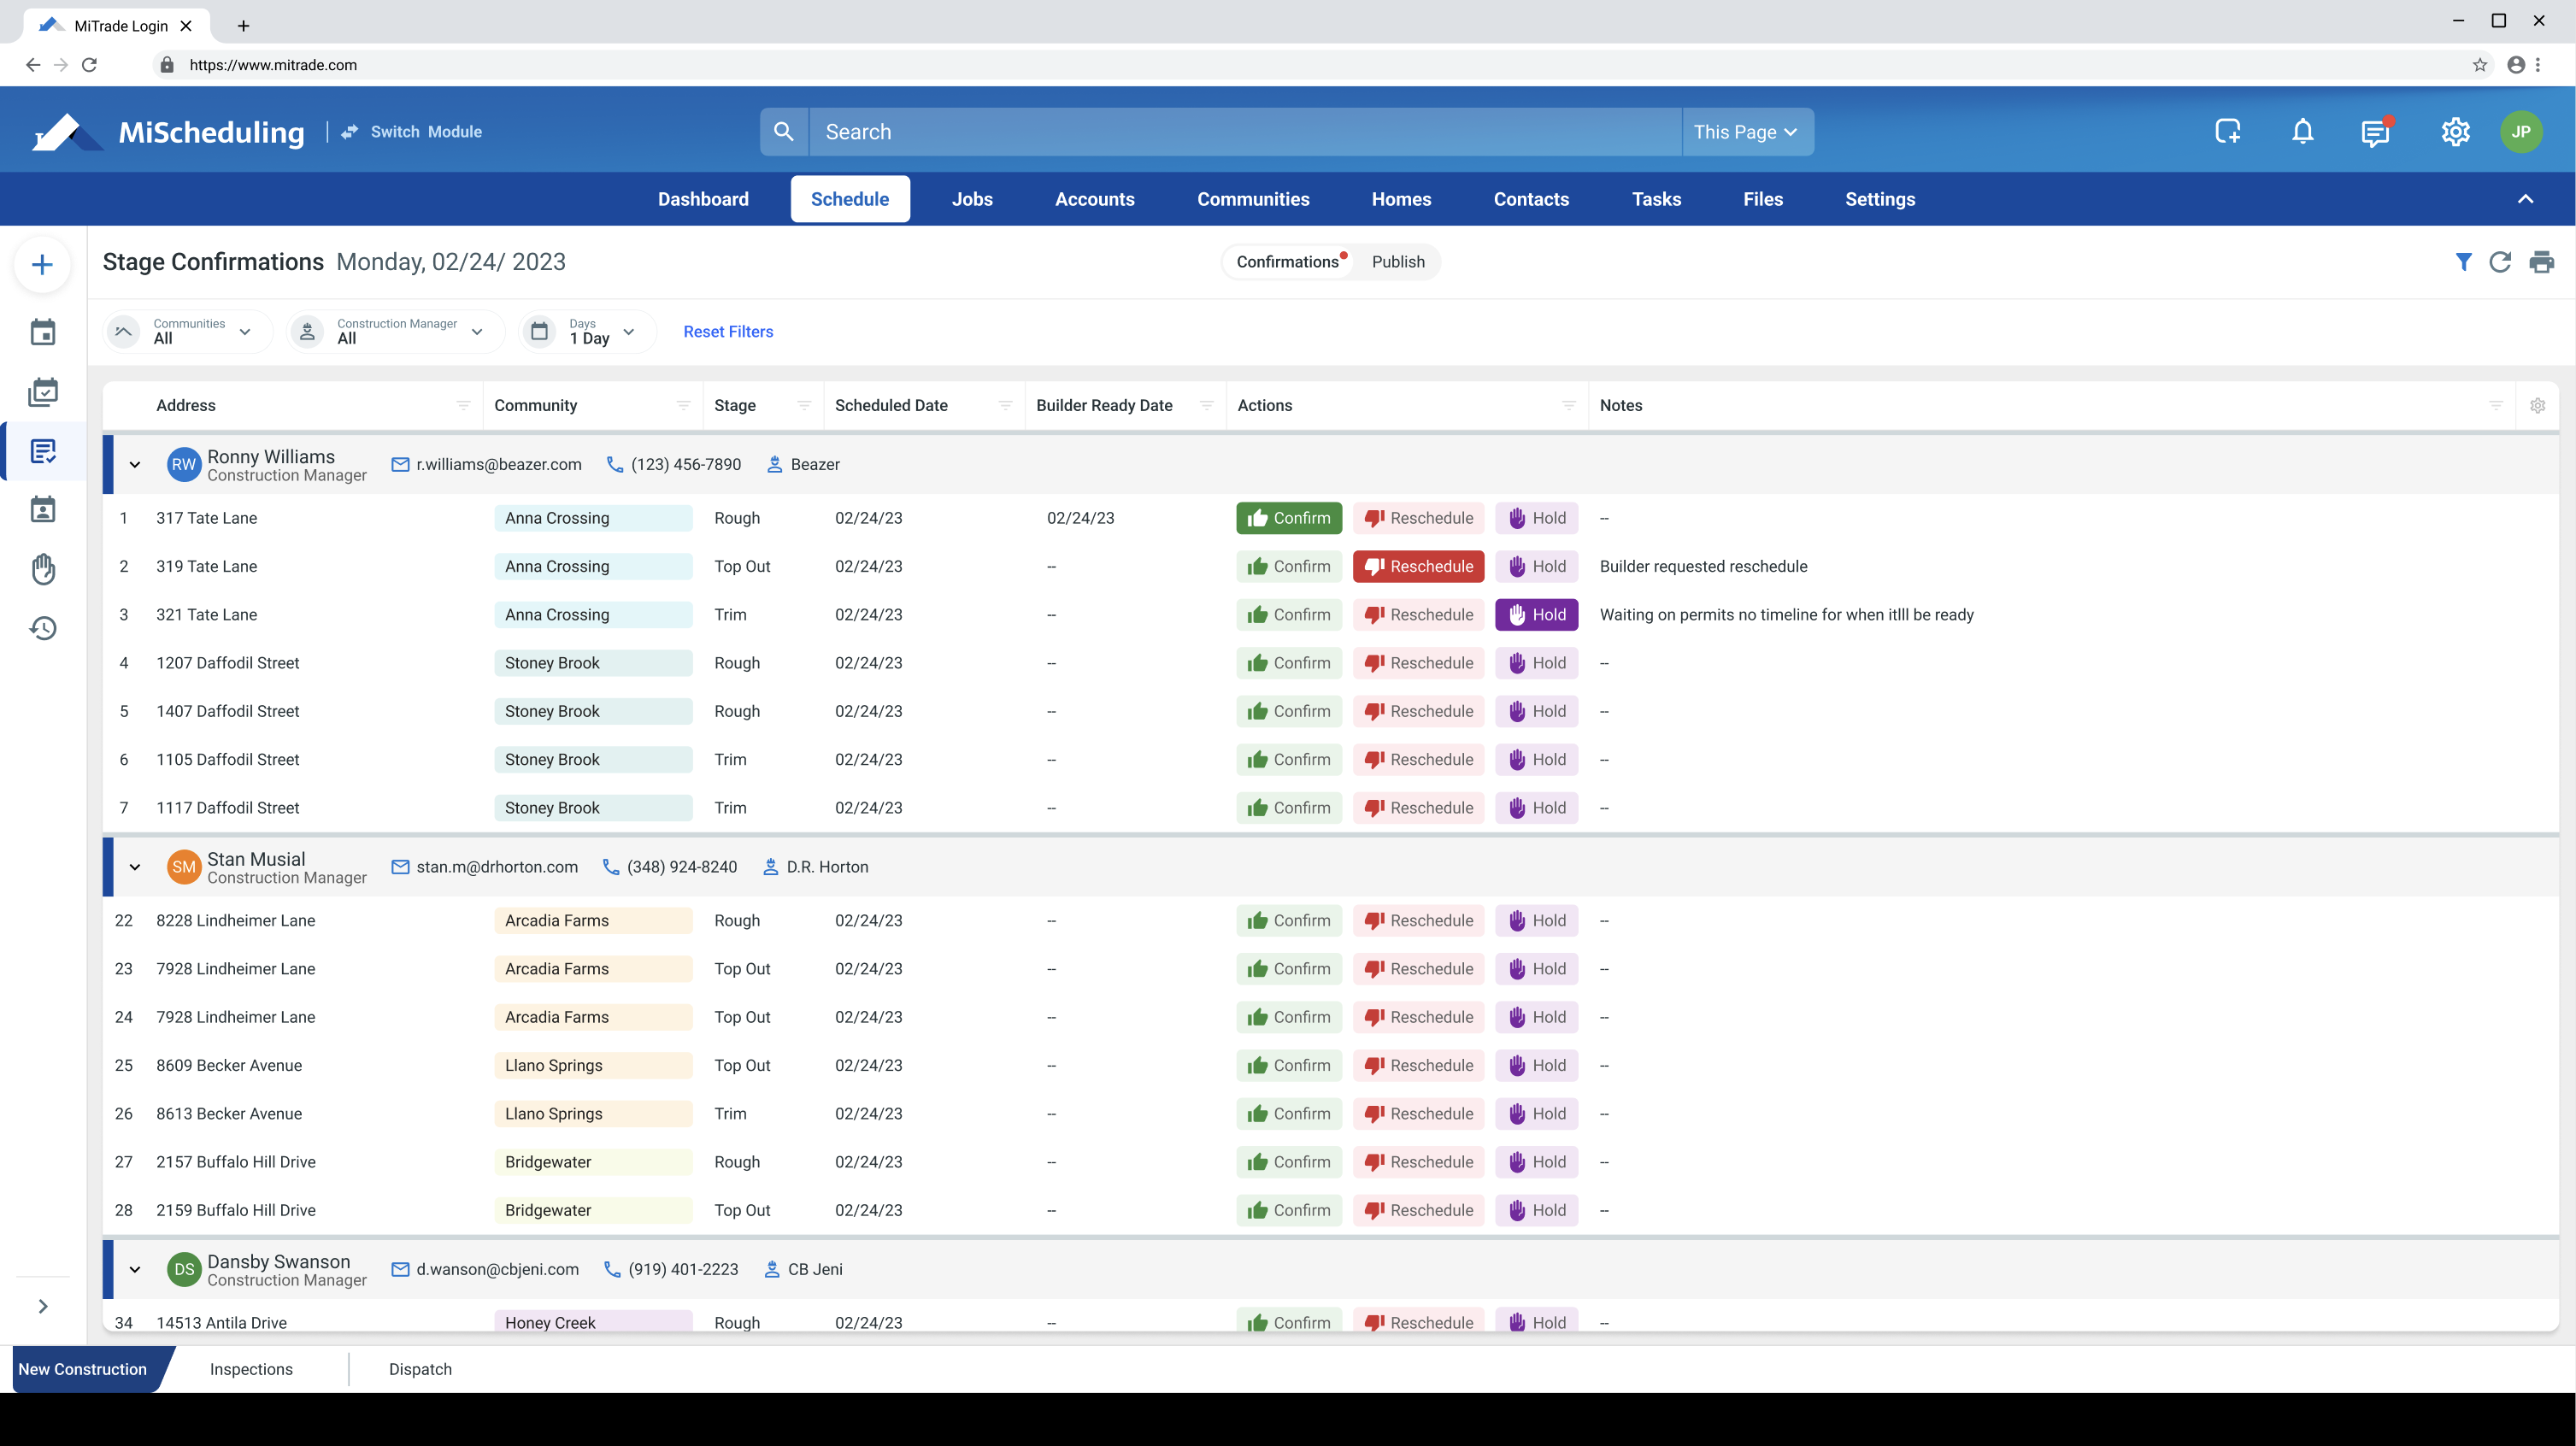 MiTrade Login
https://www.mitrade.com
MiScheduling Switch Module Search This Page JP
Dashboard Schedule Jobs Accounts Communities Homes Contacts Tasks Files Settings
Stage Confirmations Monday, 02/24/ 2023 Confirmations Publish
Communities Construction Manager Days
All All 1 Day Reset Filters
Address Community Stage Scheduled Date Builder Ready Date Actions Notes
RW Ronny Williams r.williams@beazer.com (123) 456-7890 Beazer
Construction Manager
1 317 Tate Lane Anna Crossing Rough 02/24/23 02/24/23 Confirm Reschedule Hold --
2 319 Tate Lane Anna Crossing Top Out 02/24/23 -- Confirm Reschedule Hold Builder requested reschedule
3 321 Tate Lane Anna Crossing Trim 02/24/23 -- Confirm Reschedule Hold Waiting on permits no timeline for when itlll be ready
4 1207 Daffodil Street Stoney Brook Rough 02/24/23 -- Confirm Reschedule Hold --
5 1407 Daffodil Street Stoney Brook Rough 02/24/23 -- Confirm Reschedule Hold --
6 1105 Daffodil Street Stoney Brook Trim 02/24/23 -- Confirm Reschedule Hold --
7 1117 Daffodil Street Stoney Brook Trim 02/24/23 -- Confirm Reschedule Hold --
SM Stan Musial stan.m@drhorton.com (348) 924-8240 D.R. Horton
Construction Manager
22 8228 Lindheimer Lane Arcadia Farms Rough 02/24/23 -- Confirm Reschedule Hold --
23 7928 Lindheimer Lane Arcadia Farms Top Out 02/24/23 -- Confirm Reschedule Hold --
24 7928 Lindheimer Lane Arcadia Farms Top Out 02/24/23 -- Confirm Reschedule Hold --
25 8609 Becker Avenue Llano Springs Top Out 02/24/23 -- Confirm Reschedule Hold --
26 8613 Becker Avenue Llano Springs Trim 02/24/23 -- Confirm Reschedule Hold --
27 2157 Buffalo Hill Drive Bridgewater Rough 02/24/23 -- Confirm Reschedule Hold --
28 2159 Buffalo Hill Drive Bridgewater Top Out 02/24/23 -- Confirm Reschedule Hold --
DS Dansby Swanson d.wanson@cbjeni.com (919) 401-2223 CB Jeni
Construction Manager
34 14513 Antila Drive Honey Creek Rough 02/24/23 -- Confirm Reschedule Hold --
New Construction Inspections Dispatch